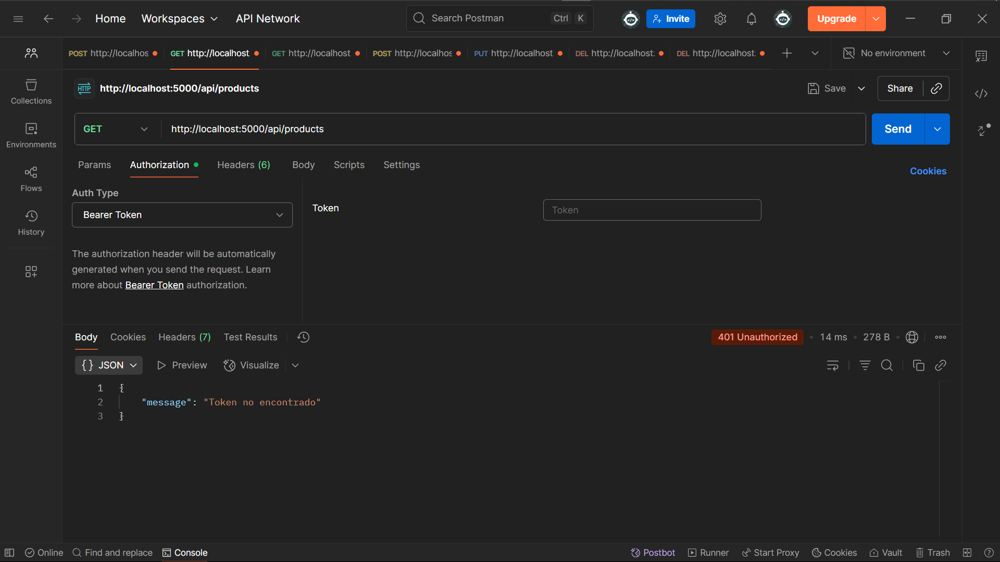 Home Workspaces API Network Search Postman Ctrl K Invite Upgrade
POST http://localhos GET http://localhost. GET http://localhost POST http://localhos PUT http://localhost DEL http://localhost: DEL http://localhost. No environment
HTTP http://localhost:5000/api/products Save Share
GET http://localhost:5000/api/products Send
Collections
Environments
Flows
History
Params Authorization Headers (6) Body Scripts Settings Cookies
Auth Type
Bearer Token
Token Token
The authorization header will be automatically
generated when you send the request. Learn
more about Bearer Token authorization.
Body Cookies Headers (7) Test Results 401 Unauthorized • 14 ms • 278 B •
{} JSON Preview Visualize
1 {
2 "message": "Token no encontrado"
3 }
Online Find and replace Console Postbot Runner Start Proxy Cookies Vault Trash